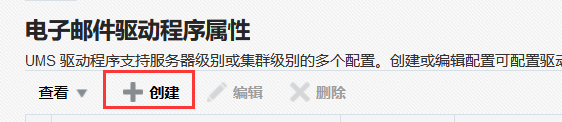 电子邮件驱动程序属性
UMS 驱动程序支持服务器级别或集群级别的多个配置。创建或编辑配置可配置驱动
查看 创建 编辑 删除